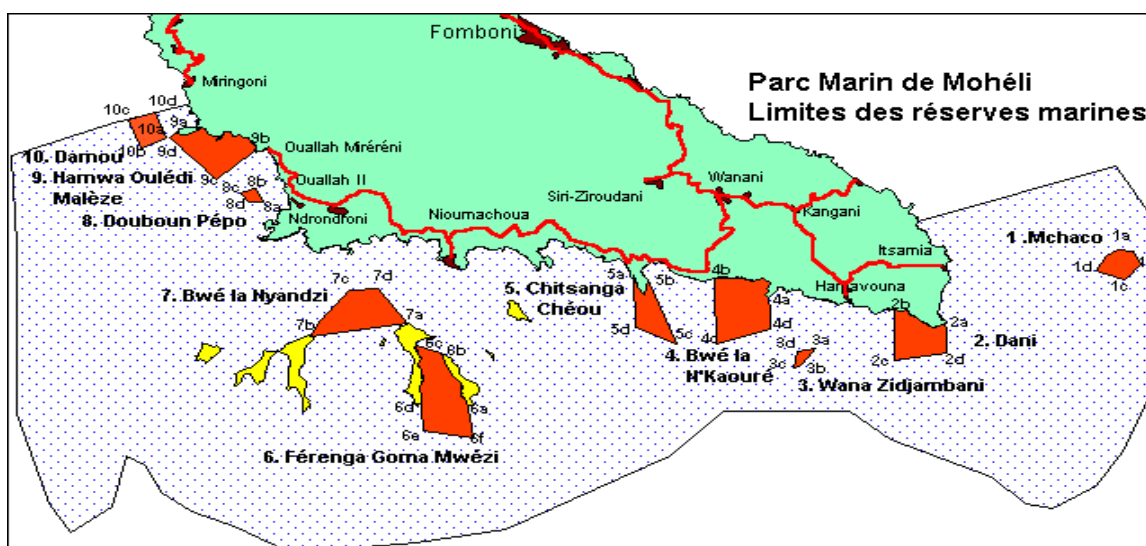 Fomboni
Parc Marin de Mohéli
Limites des réserves marines
Miringoni
10c
10d
9a
10a
10b
9d
9b
Ouallah Miréréni
10. Damou
9. Hamwa Oulédi
Malèze
9c
8c
8b
Ouallah II
8d
8a
8. Douboun Pépo
Ndrondroni
Nioumachoua
Siri-Ziroudani
Wanani
Kangani
Itsamia
1 .Mchaco
1a
1d
1c
7c
7d
7. Bwé la Nyandzi
7b
7a
5. Chitsanga
Chéou
5a
5b
5d
5c
4b
4a
4d
4c
4. Bwé la
N'Kaouré
3d
3a
3c
3b
3. Wana Zidjambani
2b
2a
2c
2d
2. Dani
6c
6b
6d
6a
6e
6f
6. Férenga Goma Mwézi